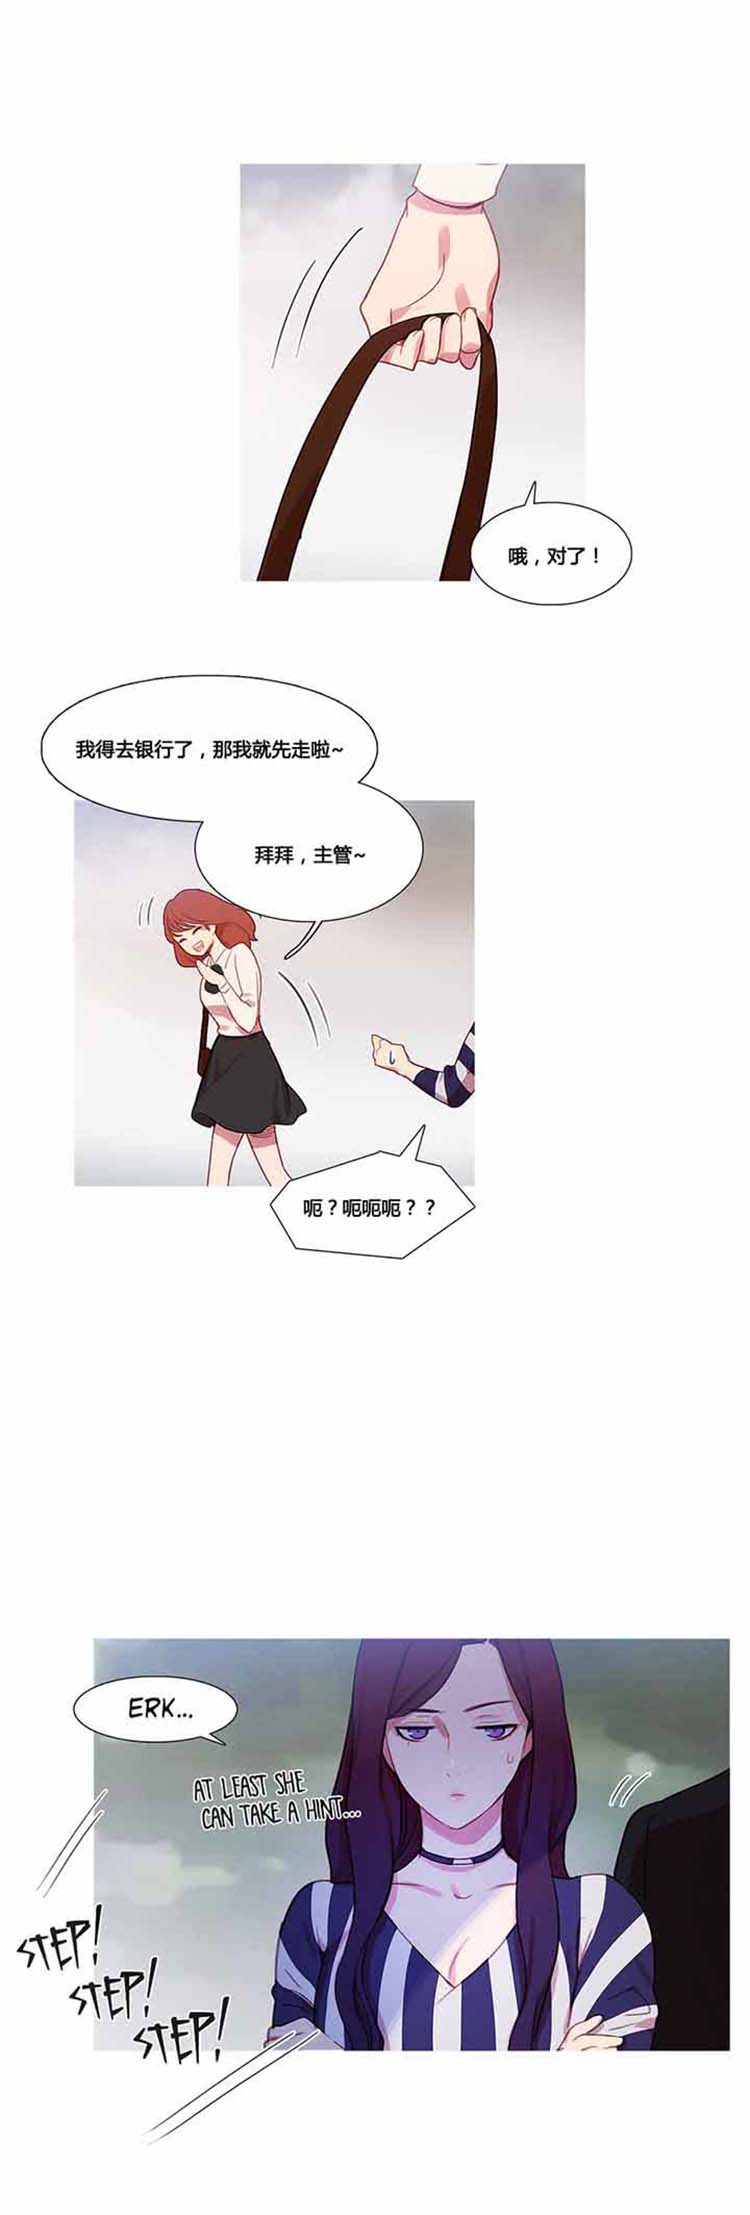 哦，对了！
我得去银行了，那我就先走啦~
拜拜，主管~
呃？呃呃呃？？
ERK...
AT LEAST SHE
CAN TAKE A HINT...
STEP!
STEP!
STEP!